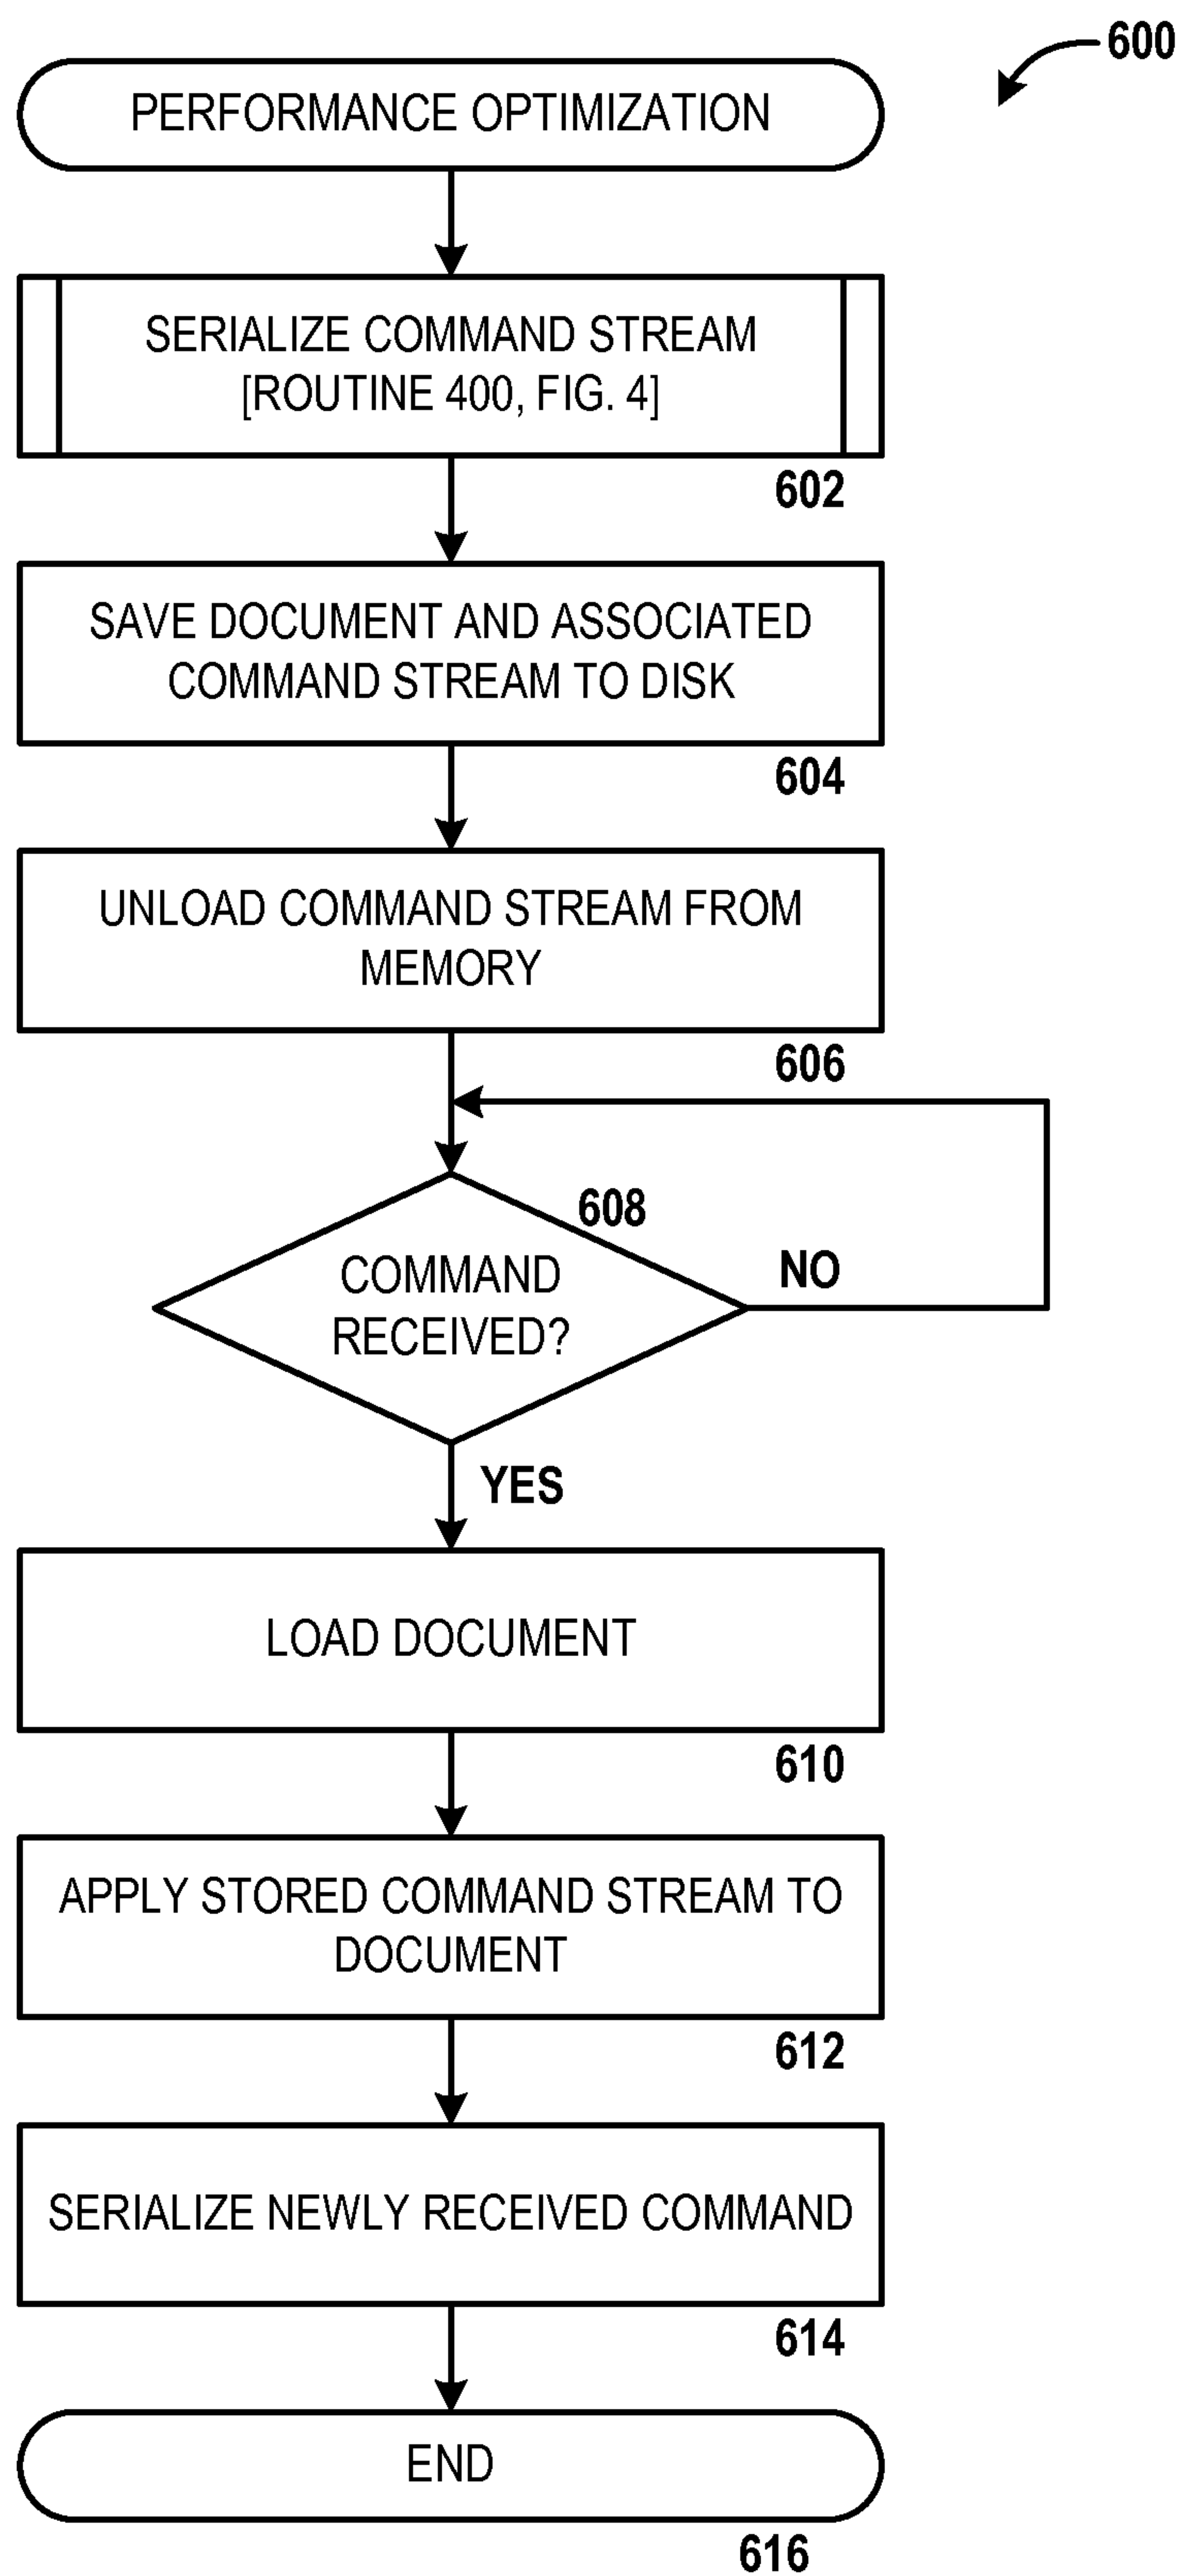 600
PERFORMANCE OPTIMIZATION
SERIALIZE COMMAND STREAM
[ROUTINE 400, FIG. 4]
602
SAVE DOCUMENT AND ASSOCIATED
COMMAND STREAM TO DISK
604
UNLOAD COMMAND STREAM FROM
MEMORY
606
608
COMMAND
RECEIVED?
NO
YES
LOAD DOCUMENT
610
APPLY STORED COMMAND STREAM TO
DOCUMENT
612
SERIALIZE NEWLY RECEIVED COMMAND
614
END
616